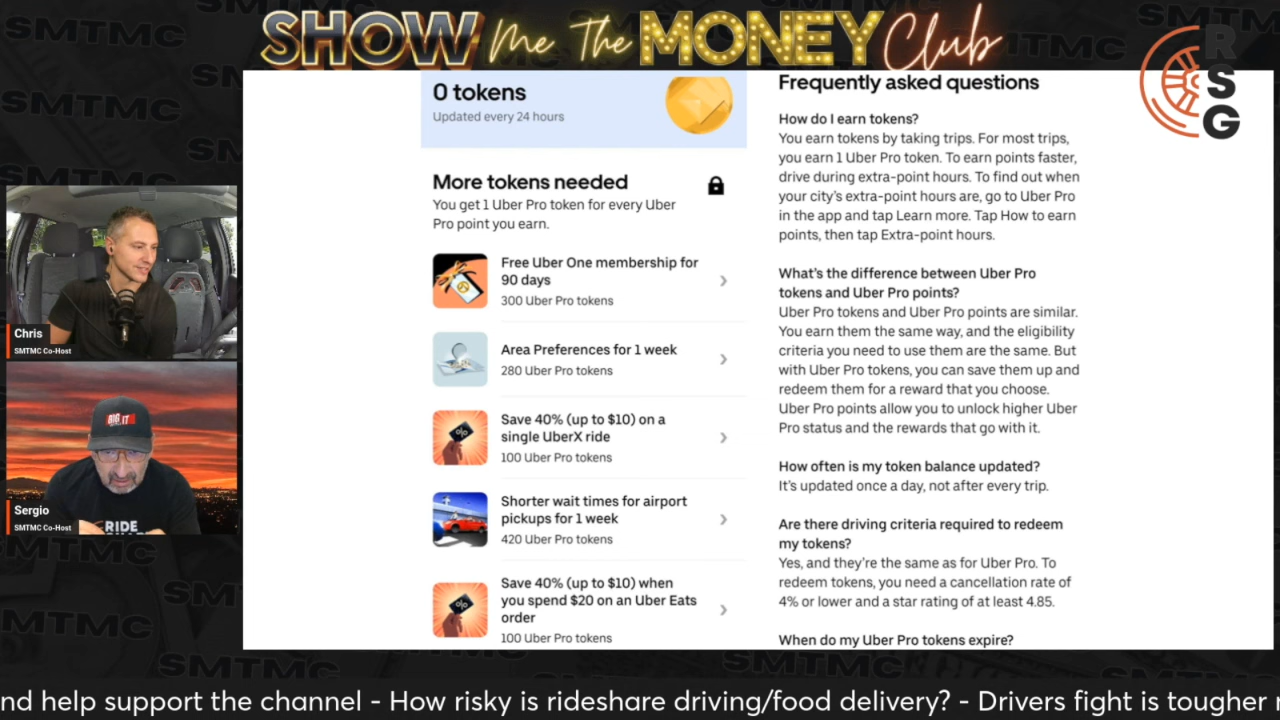 SHOW Me The MONEY Club
RSG
0 tokens
Updated every 24 hours
More tokens needed
You get 1 Uber Pro token for every Uber
Pro point you earn.
Free Uber One membership for
90 days
300 Uber Pro tokens
Area Preferences for 1 week
280 Uber Pro tokens
Save 40% (up to $10) on a
single UberX ride
100 Uber Pro tokens
Shorter wait times for airport
pickups for 1 week
420 Uber Pro tokens
Save 40% (up to $10) when
you spend $20 on an Uber Eats
order
100 Uber Pro tokens
Frequently asked questions
How do I earn tokens?
You earn tokens by taking trips. For most trips,
you earn 1 Uber Pro token. To earn points faster,
drive during extra-point hours. To find out when
your city's extra-point hours are, go to Uber Pro
in the app and tap Learn more. Tap How to earn
points, then tap Extra-point hours.
What's the difference between Uber Pro
tokens and Uber Pro points?
Uber Pro tokens and Uber Pro points are similar.
You earn them the same way, and the eligibility
criteria you need to use them are the same. But
with Uber Pro tokens, you can save them up and
redeem them for a reward that you choose.
Uber Pro points allow you to unlock higher Uber
Pro status and the rewards that go with it.
How often is my token balance updated?
It's updated once a day, not after every trip.
Are there driving criteria required to redeem
my tokens?
Yes, and they're the same as for Uber Pro. To
redeem tokens, you need a cancellation rate of
4% or lower and a star rating of at least 4.85.
When do my Uber Pro tokens expire?
Chris
SMTMC Co-Host
Sergio
SMTMC Co-Host
RIDE
SMTMC
SMTMC
SMTMC
SMTMC
SMTMC
nd help support the channel - How risky is rideshare driving/food delivery? - Drivers fight is tougher